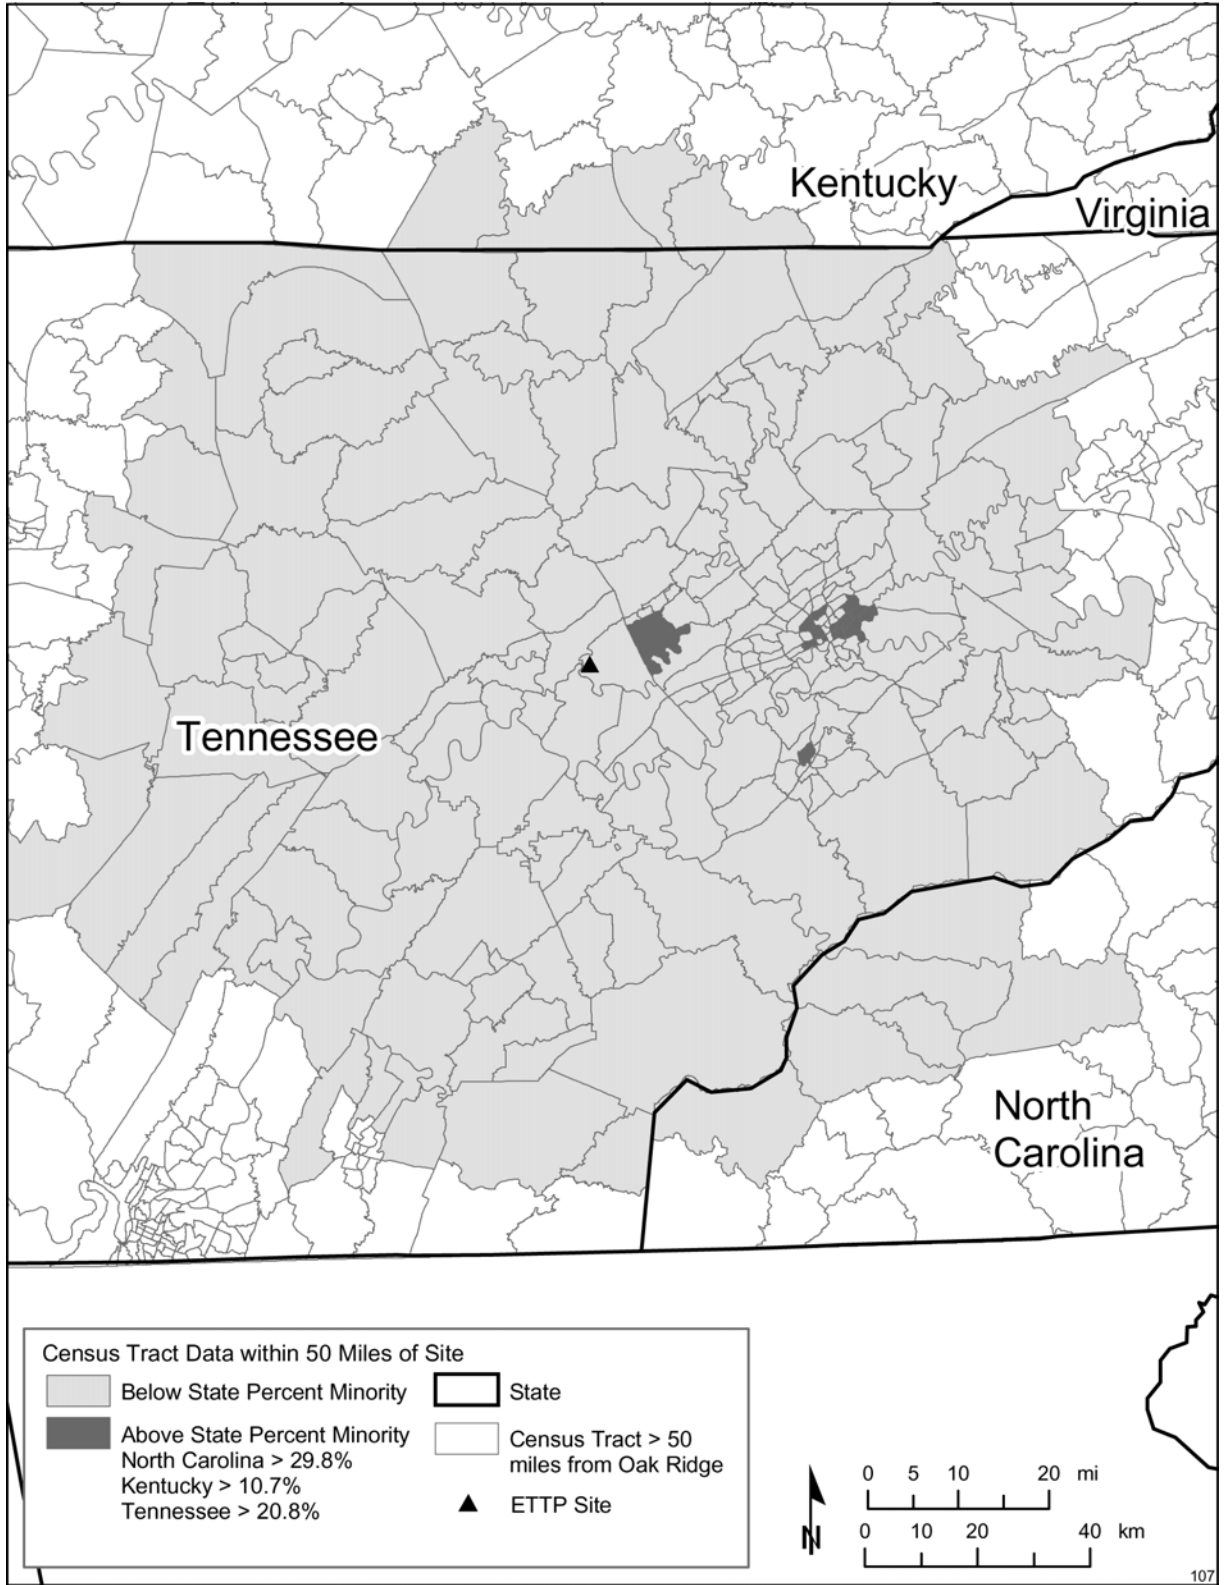 Kentucky
Virginia
Tennessee
North
Carolina
Census Tract Data within 50 Miles of Site
Below State Percent Minority
State
Above State Percent Minority
North Carolina > 29.8%
Kentucky > 10.7%
Tennessee > 20.8%
Census Tract > 50
miles from Oak Ridge
ETTP Site
N
0 5 10 20 mi
0 10 20 40 km
107